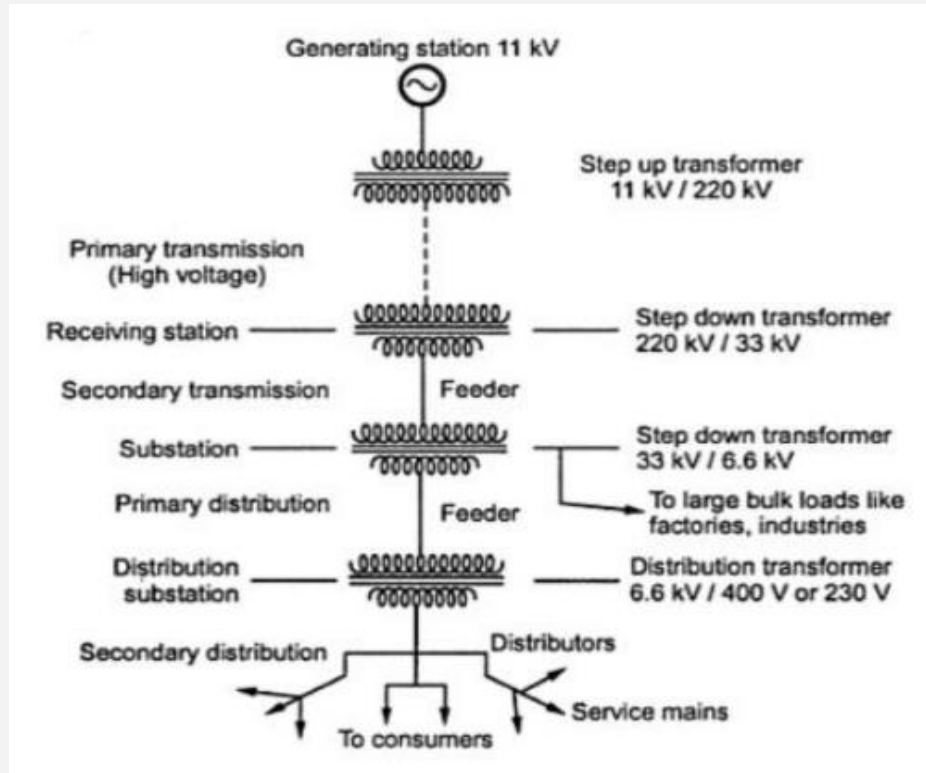 Generating station 11 kV
Step up transformer
11 kV / 220 kV
Primary transmission
(High voltage)
Receiving station
Step down transformer
220 kV / 33 kV
Secondary transmission
Feeder
Substation
Step down transformer
33 kV / 6.6 kV
Primary distribution
Feeder
To large bulk loads like
factories, industries
Distribution
substation
Distribution transformer
6.6 kV / 400 V or 230 V
Secondary distribution
Distributors
Service mains
To consumers